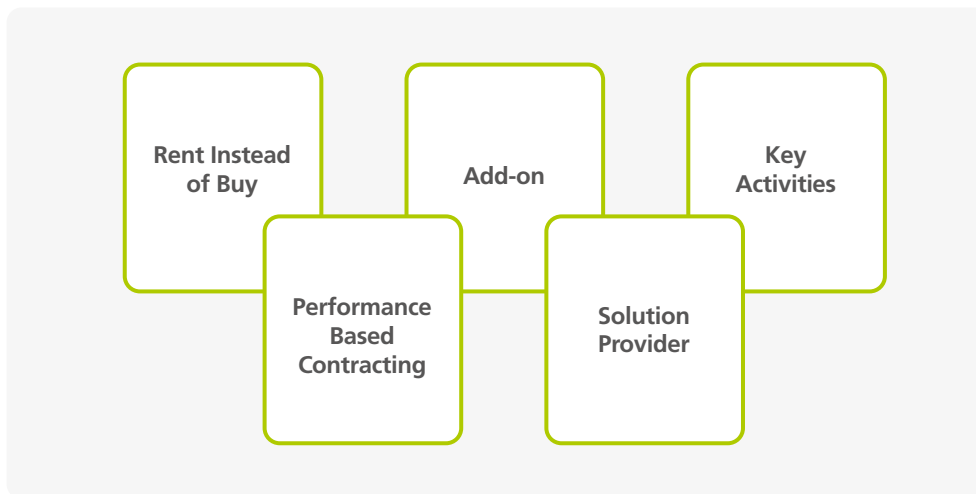 Rent Instead
of Buy
Add-on
Key
Activities
Performance
Based
Contracting
Solution
Provider